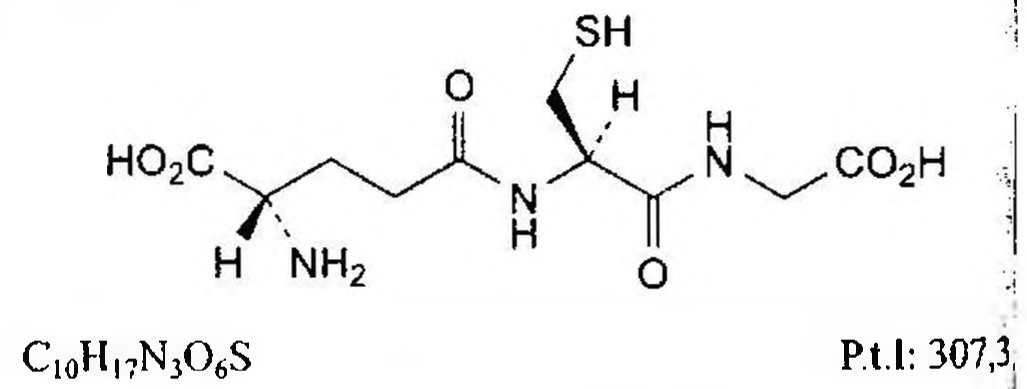 SH
O
H
H
HO₂C
N
CO₂H
N
H
H
NH₂
O
C₁₀H₁₇N₃O₆S
P.t.l: 307,3